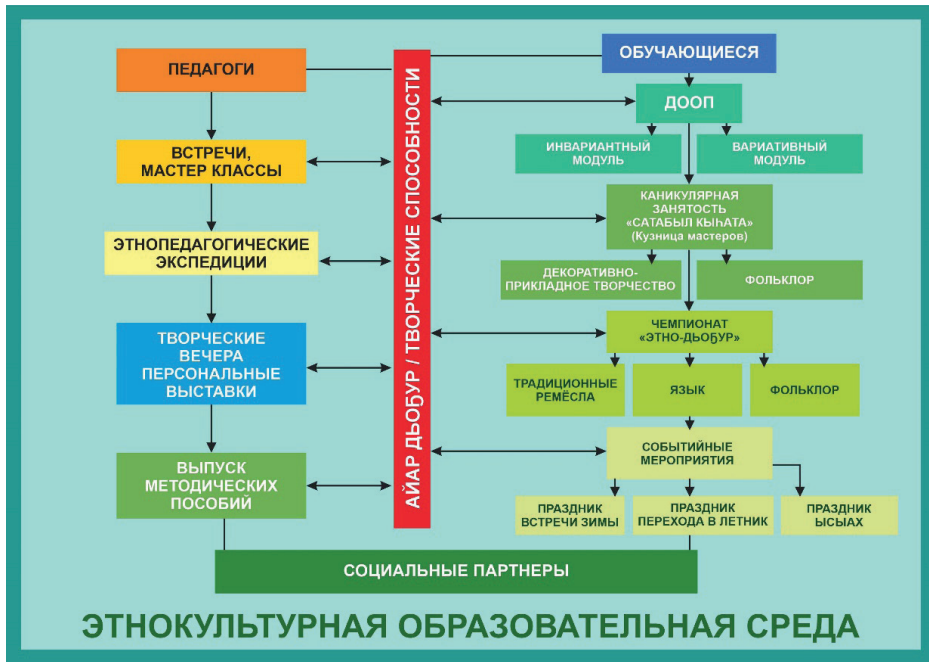 ПЕДАГОГИ
ВСТРЕЧИ,
МАСТЕР КЛАССЫ
ЭТНОПЕДАГОГИЧЕСКИЕ
ЭКСПЕДИЦИИ
ТВОРЧЕСКИЕ
ВЕЧЕРА
ПЕРСОНАЛЬНЫЕ
ВЫСТАВКИ
ВЫПУСК
МЕТОДИЧЕСКИХ
ПОСОБИЙ
АЙАР ДЬОҔУР / ТВОРЧЕСКИЕ СПОСОБНОСТИ
ОБУЧАЮЩИЕСЯ
ДООП
ИНВАРИАНТНЫЙ
МОДУЛЬ
ВАРИАТИВНЫЙ
МОДУЛЬ
КАНИКУЛЯРНАЯ
ЗАНЯТОСТЬ
«САТАБЫЛ КЫҺАТА»
(Кузница мастеров)
ДЕКОРАТИВНО-
ПРИКЛАДНОЕ ТВОРЧЕСТВО
ФОЛЬКЛОР
ЧЕМПИОНАТ
«ЭТНО-ДЬОҔУР»
ТРАДИЦИОННЫЕ
РЕМЁСЛА
ЯЗЫК
ФОЛЬКЛОР
СОБЫТИЙНЫЕ
МЕРОПРИЯТИЯ
ПРАЗДНИК
ВСТРЕЧИ ЗИМЫ
ПРАЗДНИК
ПЕРЕХОДА В ЛЕТНИК
ПРАЗДНИК
ЫСЫАХ
СОЦИАЛЬНЫЕ ПАРТНЕРЫ
ЭТНОКУЛЬТУРНАЯ ОБРАЗОВАТЕЛЬНАЯ СРЕДА